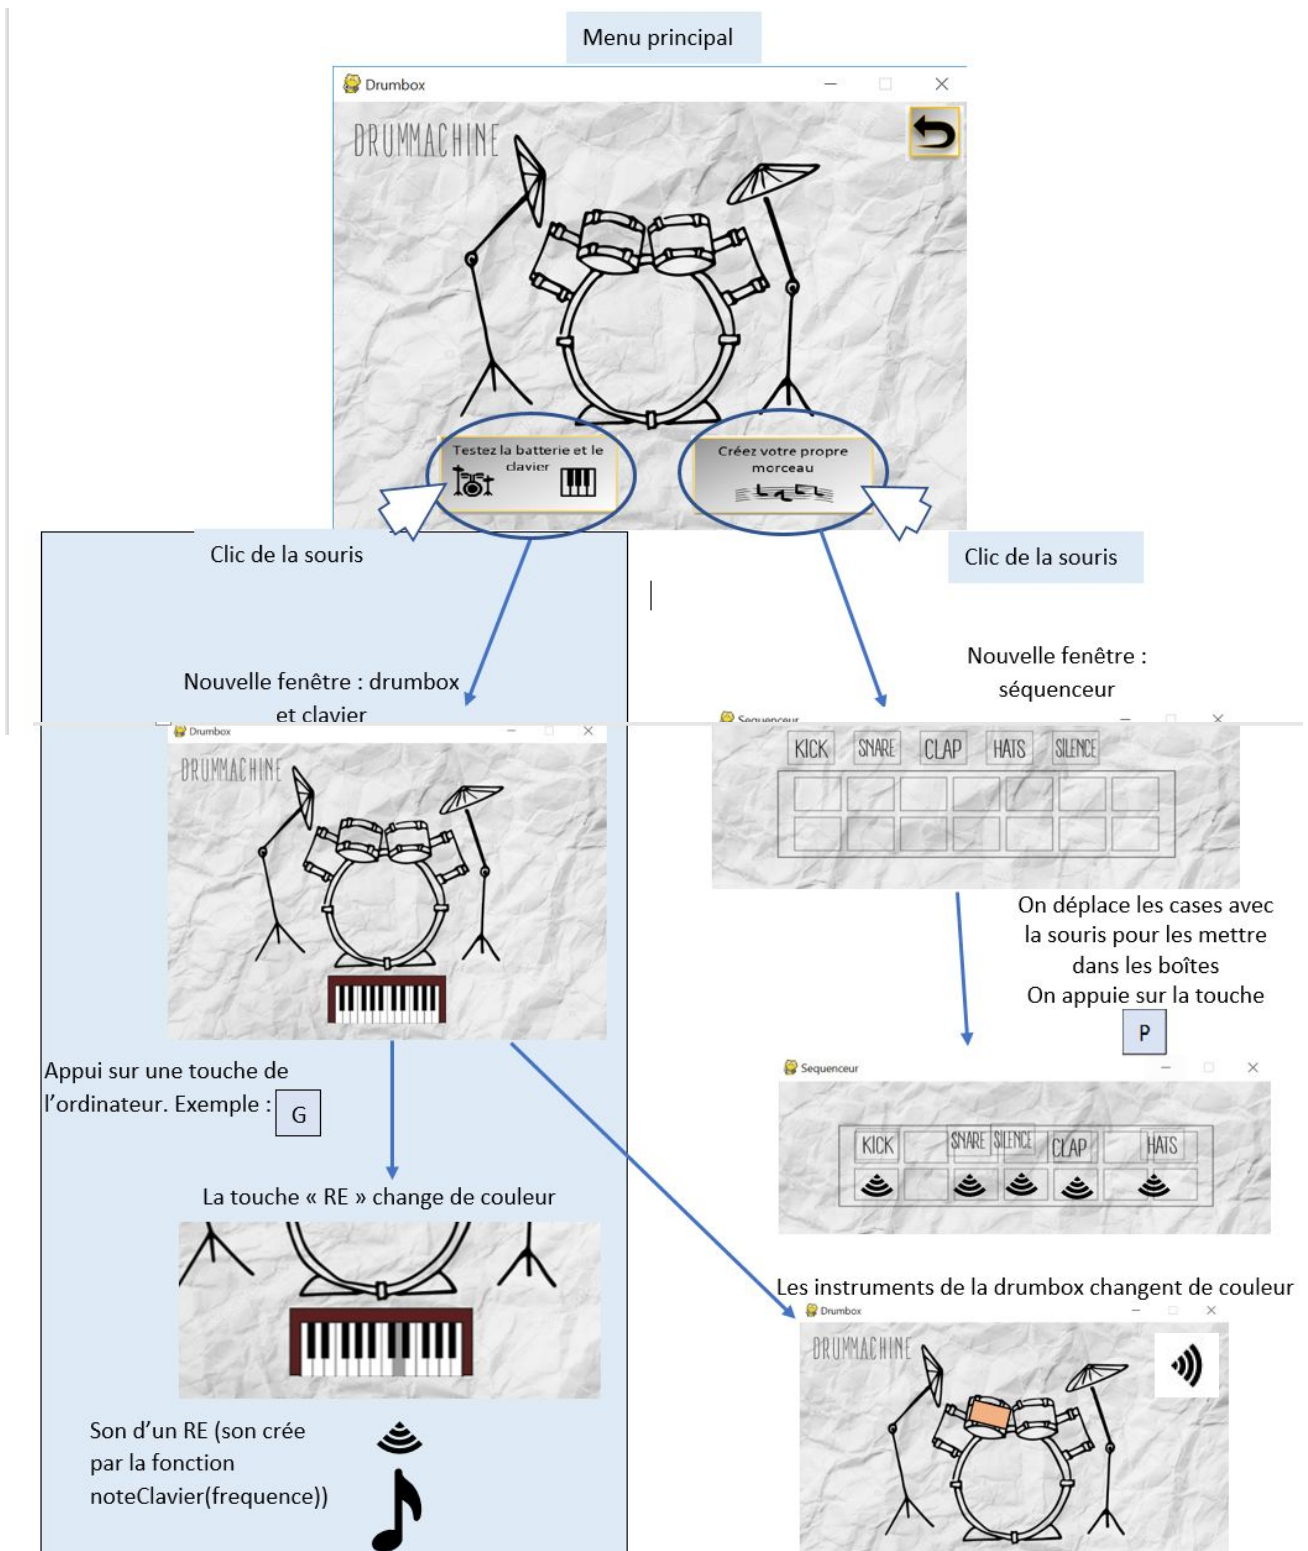 Menu principal
Drumbox
DRUMMACHINE
Testez la batterie et le
clavier
Créez votre propre
morceau
Clic de la souris
Clic de la souris
Nouvelle fenêtre : drumbox
et clavier
Nouvelle fenêtre :
séquenceur
Drumbox
DRUMMACHINE
Sequenceur
KICK SNARE CLAP HATS SILENCE
On déplace les cases avec
la souris pour les mettre
dans les boîtes
On appuie sur la touche
P
Appui sur une touche de
l'ordinateur. Exemple :
G
Sequenceur
KICK SNARE SILENCE CLAP HATS
La touche « RE » change de couleur
Les instruments de la drumbox changent de couleur
Drumbox
DRUMMACHINE
Son d'un RE (son crée
par la fonction
noteClavier(frequence))